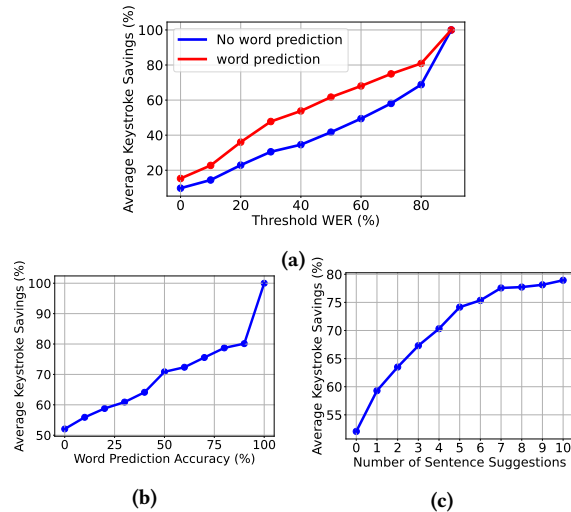 Average Keystroke Savings (%)
100
80
60
40
20
No word prediction
word prediction
0 20 40 60 80
Threshold WER (%)
(a)
Average Keystroke Savings (%)
100
90
80
70
60
50
0 25 50 75 100
Word Prediction Accuracy (%)
(b)
Average Keystroke Savings (%)
80
75
70
65
60
55
0 1 2 3 4 5 6 7 8 9 10
Number of Sentence Suggestions
(c)